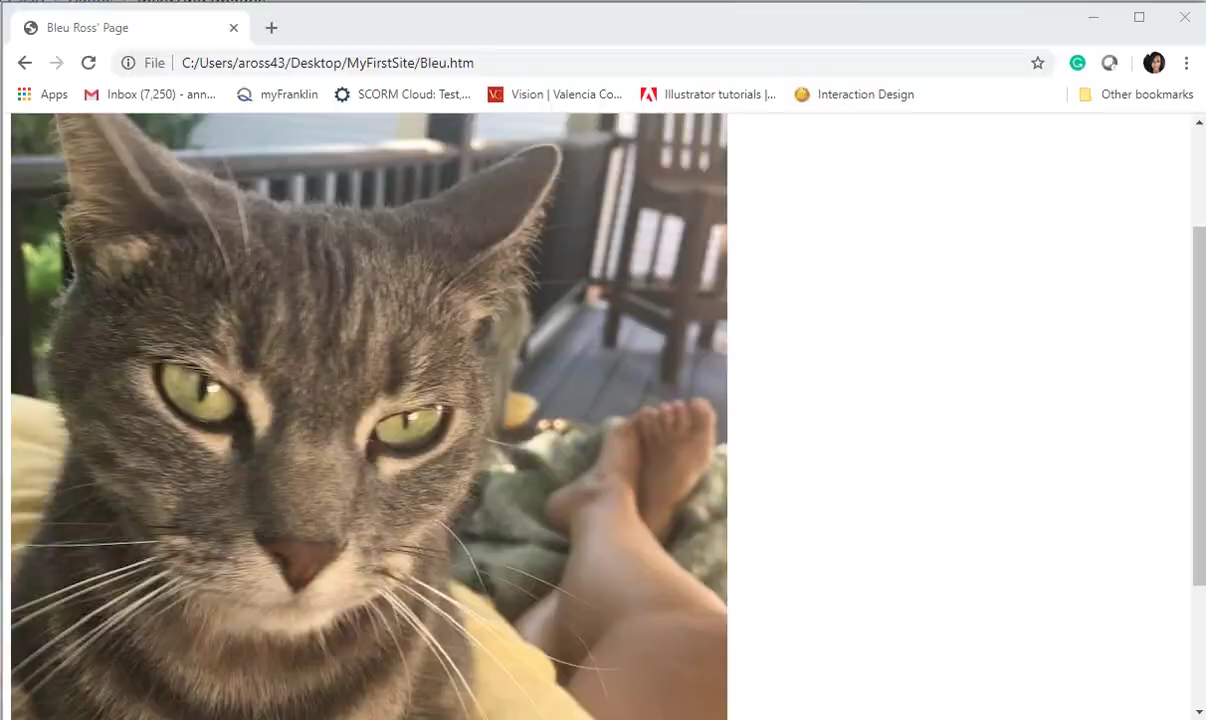 Bleu Ross' Page
File C:/Users/aross43/Desktop/MyFirstSite/Bleu.htm
Apps Inbox (7,250) - ann... myFranklin SCORM Cloud: Test,... VC Vision | Valencia Co... Illustrator tutorials |... Interaction Design Other bookmarks